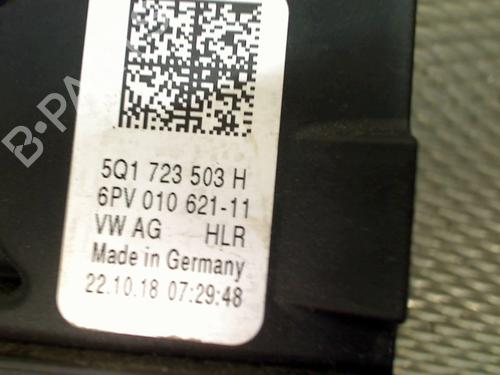 5Q1 723 503 H
6PV 010 621-11
VW AG HLR
Made in Germany
22.10.18 07:29:48